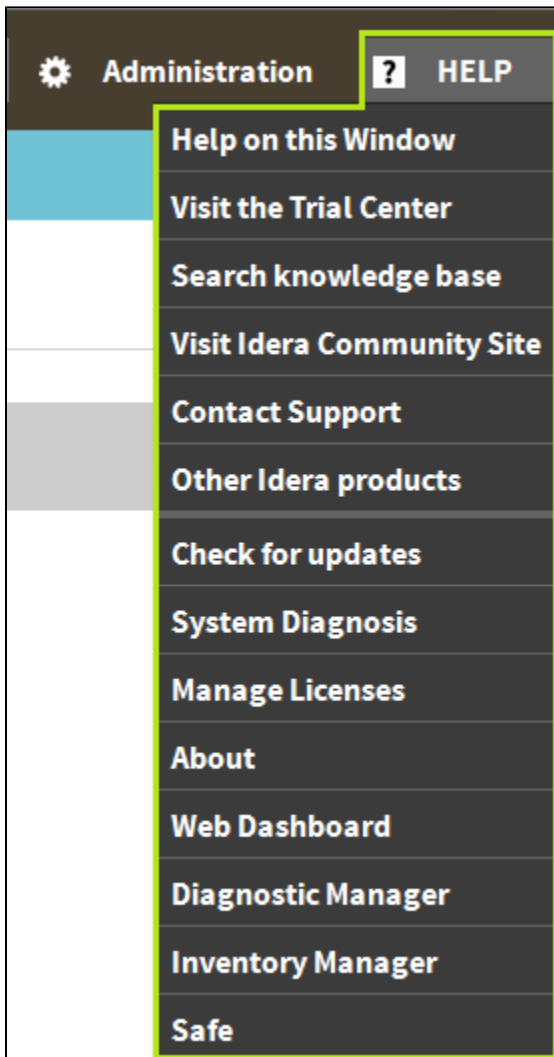 Administration ? HELP
Help on this Window
Visit the Trial Center
Search knowledge base
Visit Idera Community Site
Contact Support
Other Idera products
Check for updates
System Diagnosis
Manage Licenses
About
Web Dashboard
Diagnostic Manager
Inventory Manager
Safe